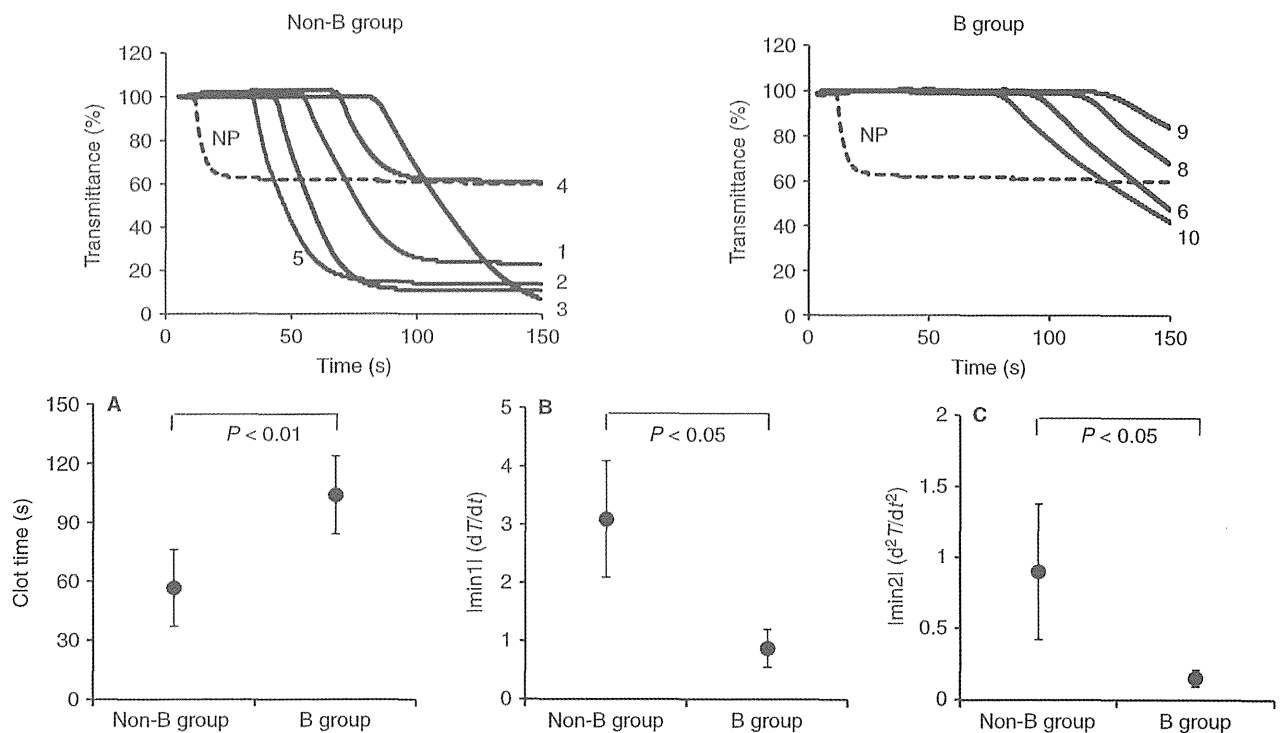 Non-B group
120
100
80
60
40
20
0
Transmittance (%)
NP
5
4
1
2
3
0 50 100 150
Time (s)
B group
120
100
80
60
40
20
0
Transmittance (%)
NP
9
8
6
10
0 50 100 150
Time (s)
A
150
120
90
60
30
0
Clot time (s)
P < 0.01
Non-B group B group
B
5
4
3
2
1
0
|min1| (dT/dt)
P < 0.05
Non-B group B group
C
2
1.5
1
0.5
0
|min2| (d²T/dt²)
P < 0.05
Non-B group B group